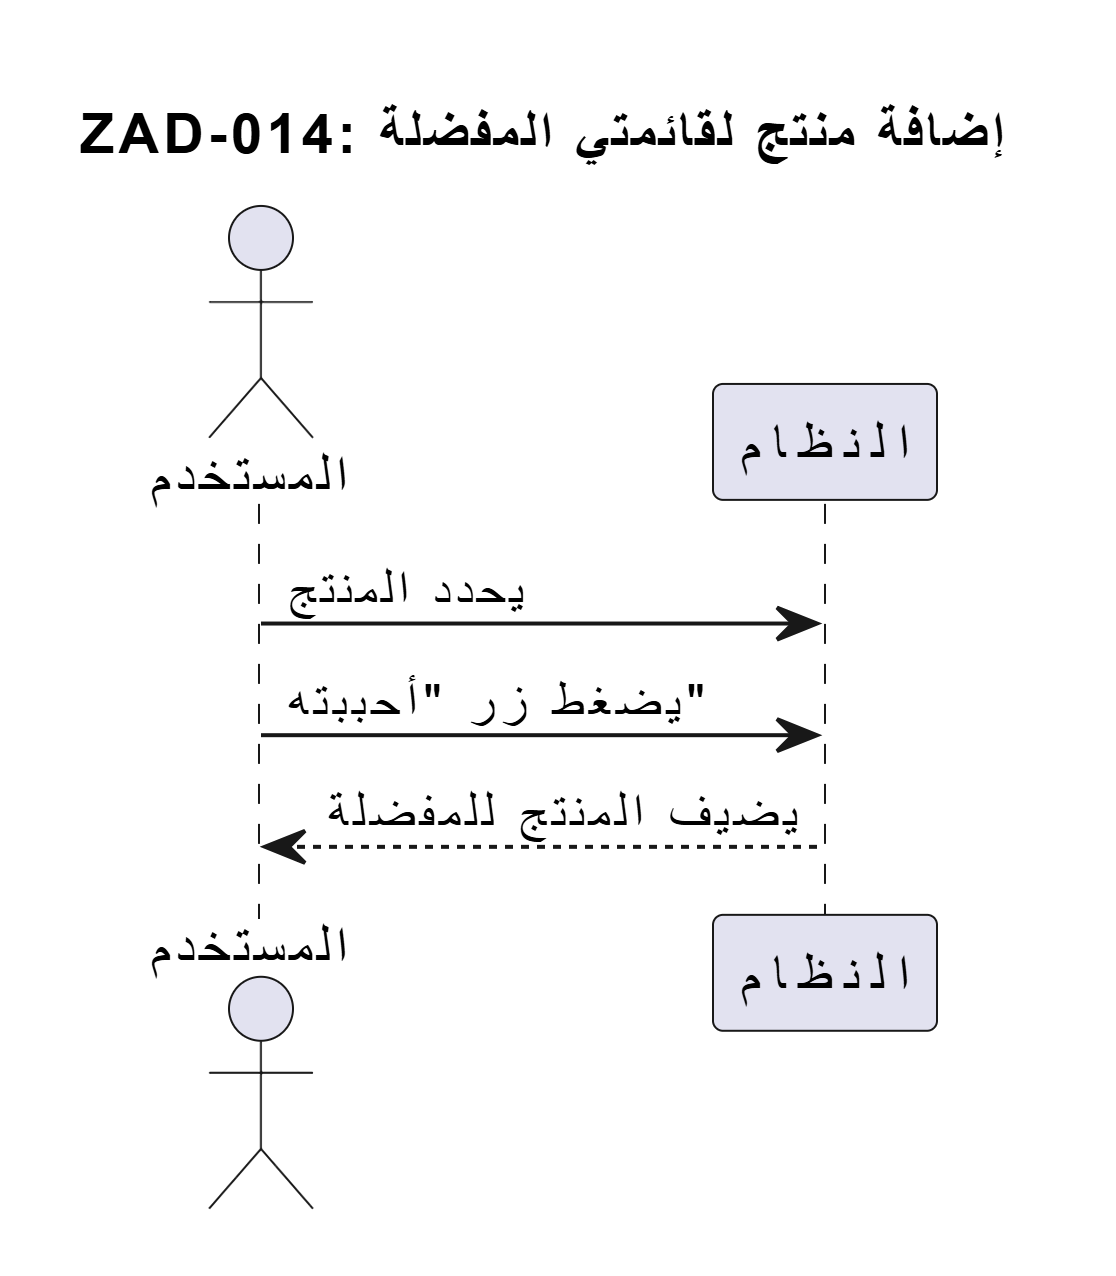 ZAD-014: إضافة منتج لقائمتي المفضلة
المستخدم
النظام
يحدد المنتج
يضغط زر "أحببته"
يضيف المنتج للمفضلة
المستخدم
النظام